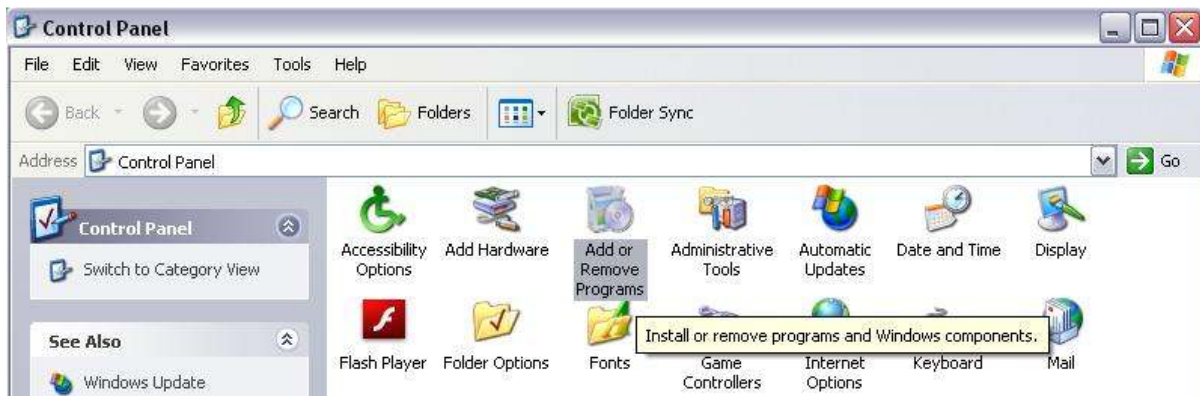 Control Panel
File Edit View Favorites Tools Help
Back Search Folders Folder Sync
Address Control Panel Go
Control Panel
Switch to Category View
See Also
Windows Update
Accessibility Options
Add Hardware
Add or Remove Programs
Administrative Tools
Automatic Updates
Date and Time
Display
Flash Player
Folder Options
Fonts
Install or remove programs and Windows components.
Game Controllers
Internet Options
Keyboard
Mail